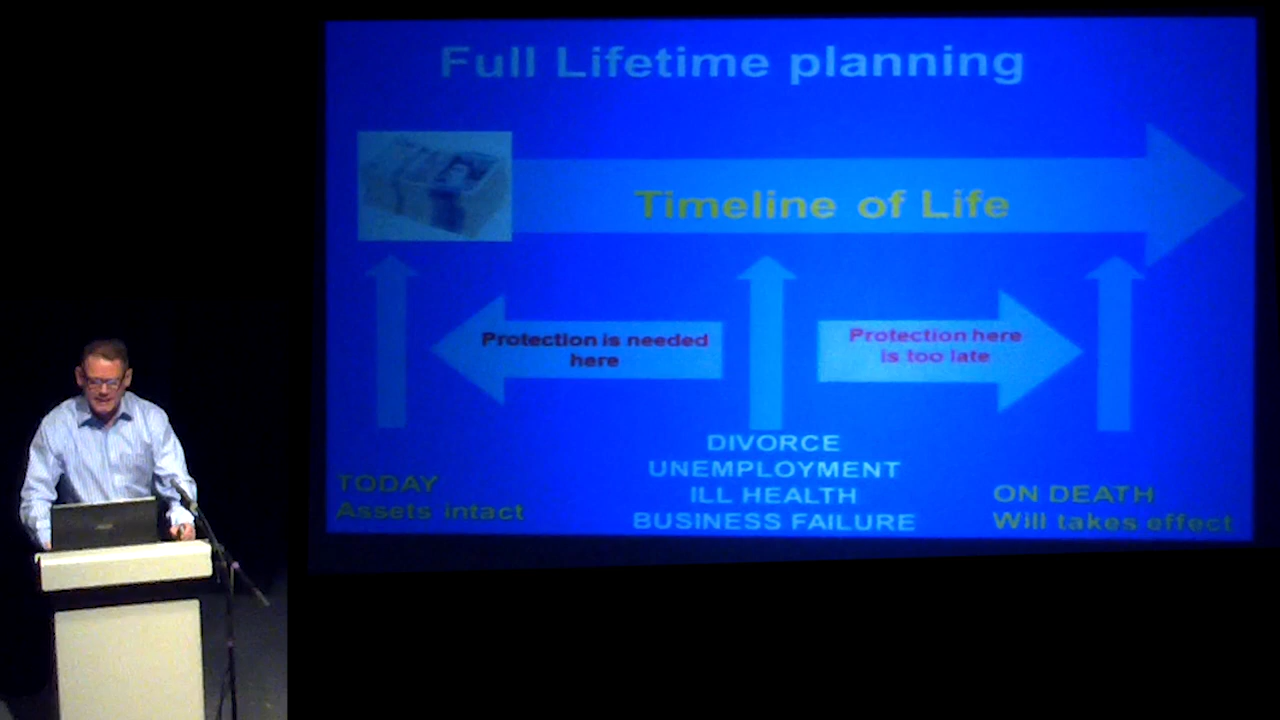 Full Lifetime planning
Timeline of Life
Protection is needed
here
Protection here
is too late
DIVORCE
UNEMPLOYMENT
ILL HEALTH
BUSINESS FAILURE
TODAY
Assets intact
ON DEATH
Will takes effect